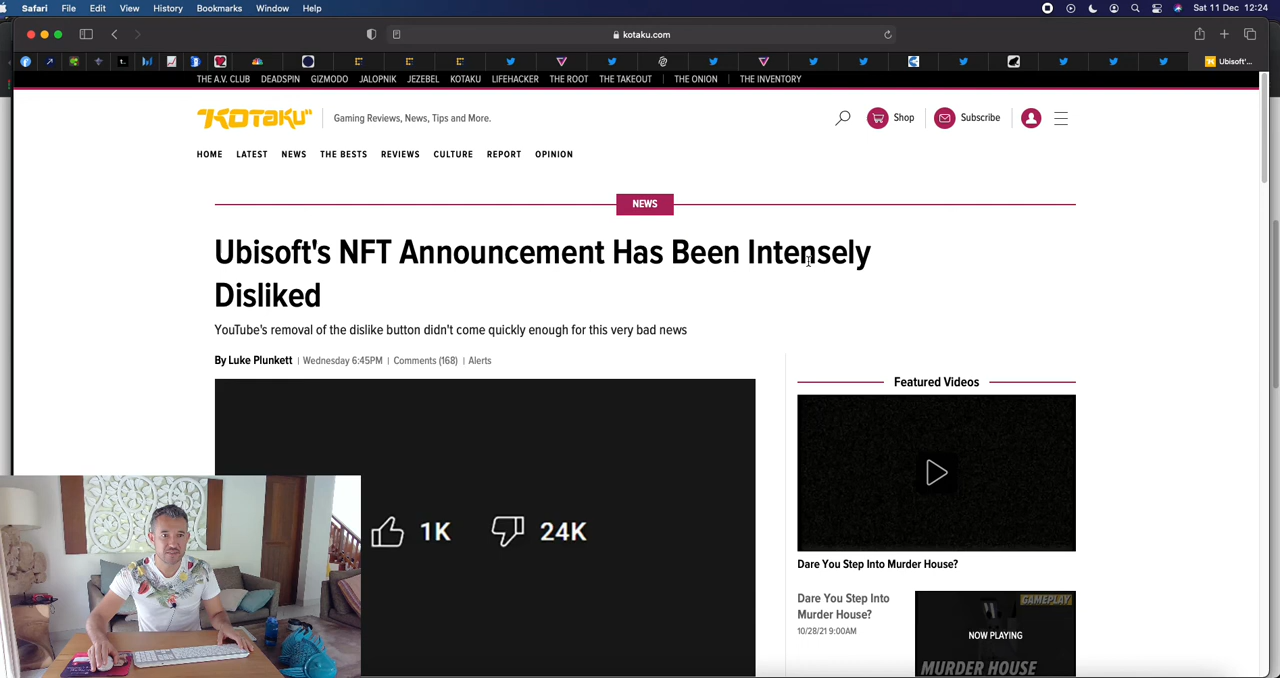 Safari File Edit View History Bookmarks Window Help Sat 11 Dec 12:24
kotaku.com
Ubisoft'...
THE A.V. CLUB DEADSPIN GIZMODO JALOPNIK JEZEBEL KOTAKU LIFEHACKER THE ROOT THE TAKEOUT THE ONION THE INVENTORY
"KOTAKU" Gaming Reviews, News, Tips and More. Shop Subscribe
HOME LATEST NEWS THE BESTS REVIEWS CULTURE REPORT OPINION
NEWS
Ubisoft's NFT Announcement Has Been Intensely
Disliked
YouTube's removal of the dislike button didn't come quickly enough for this very bad news
By Luke Plunkett | Wednesday 6:45PM | Comments (168) | Alerts
1K 24K
Featured Videos
Dare You Step Into Murder House?
Dare You Step Into
Murder House?
10/28/21 9:00AM
GAMEPLAY
NOW PLAYING
MURDER HOUSE